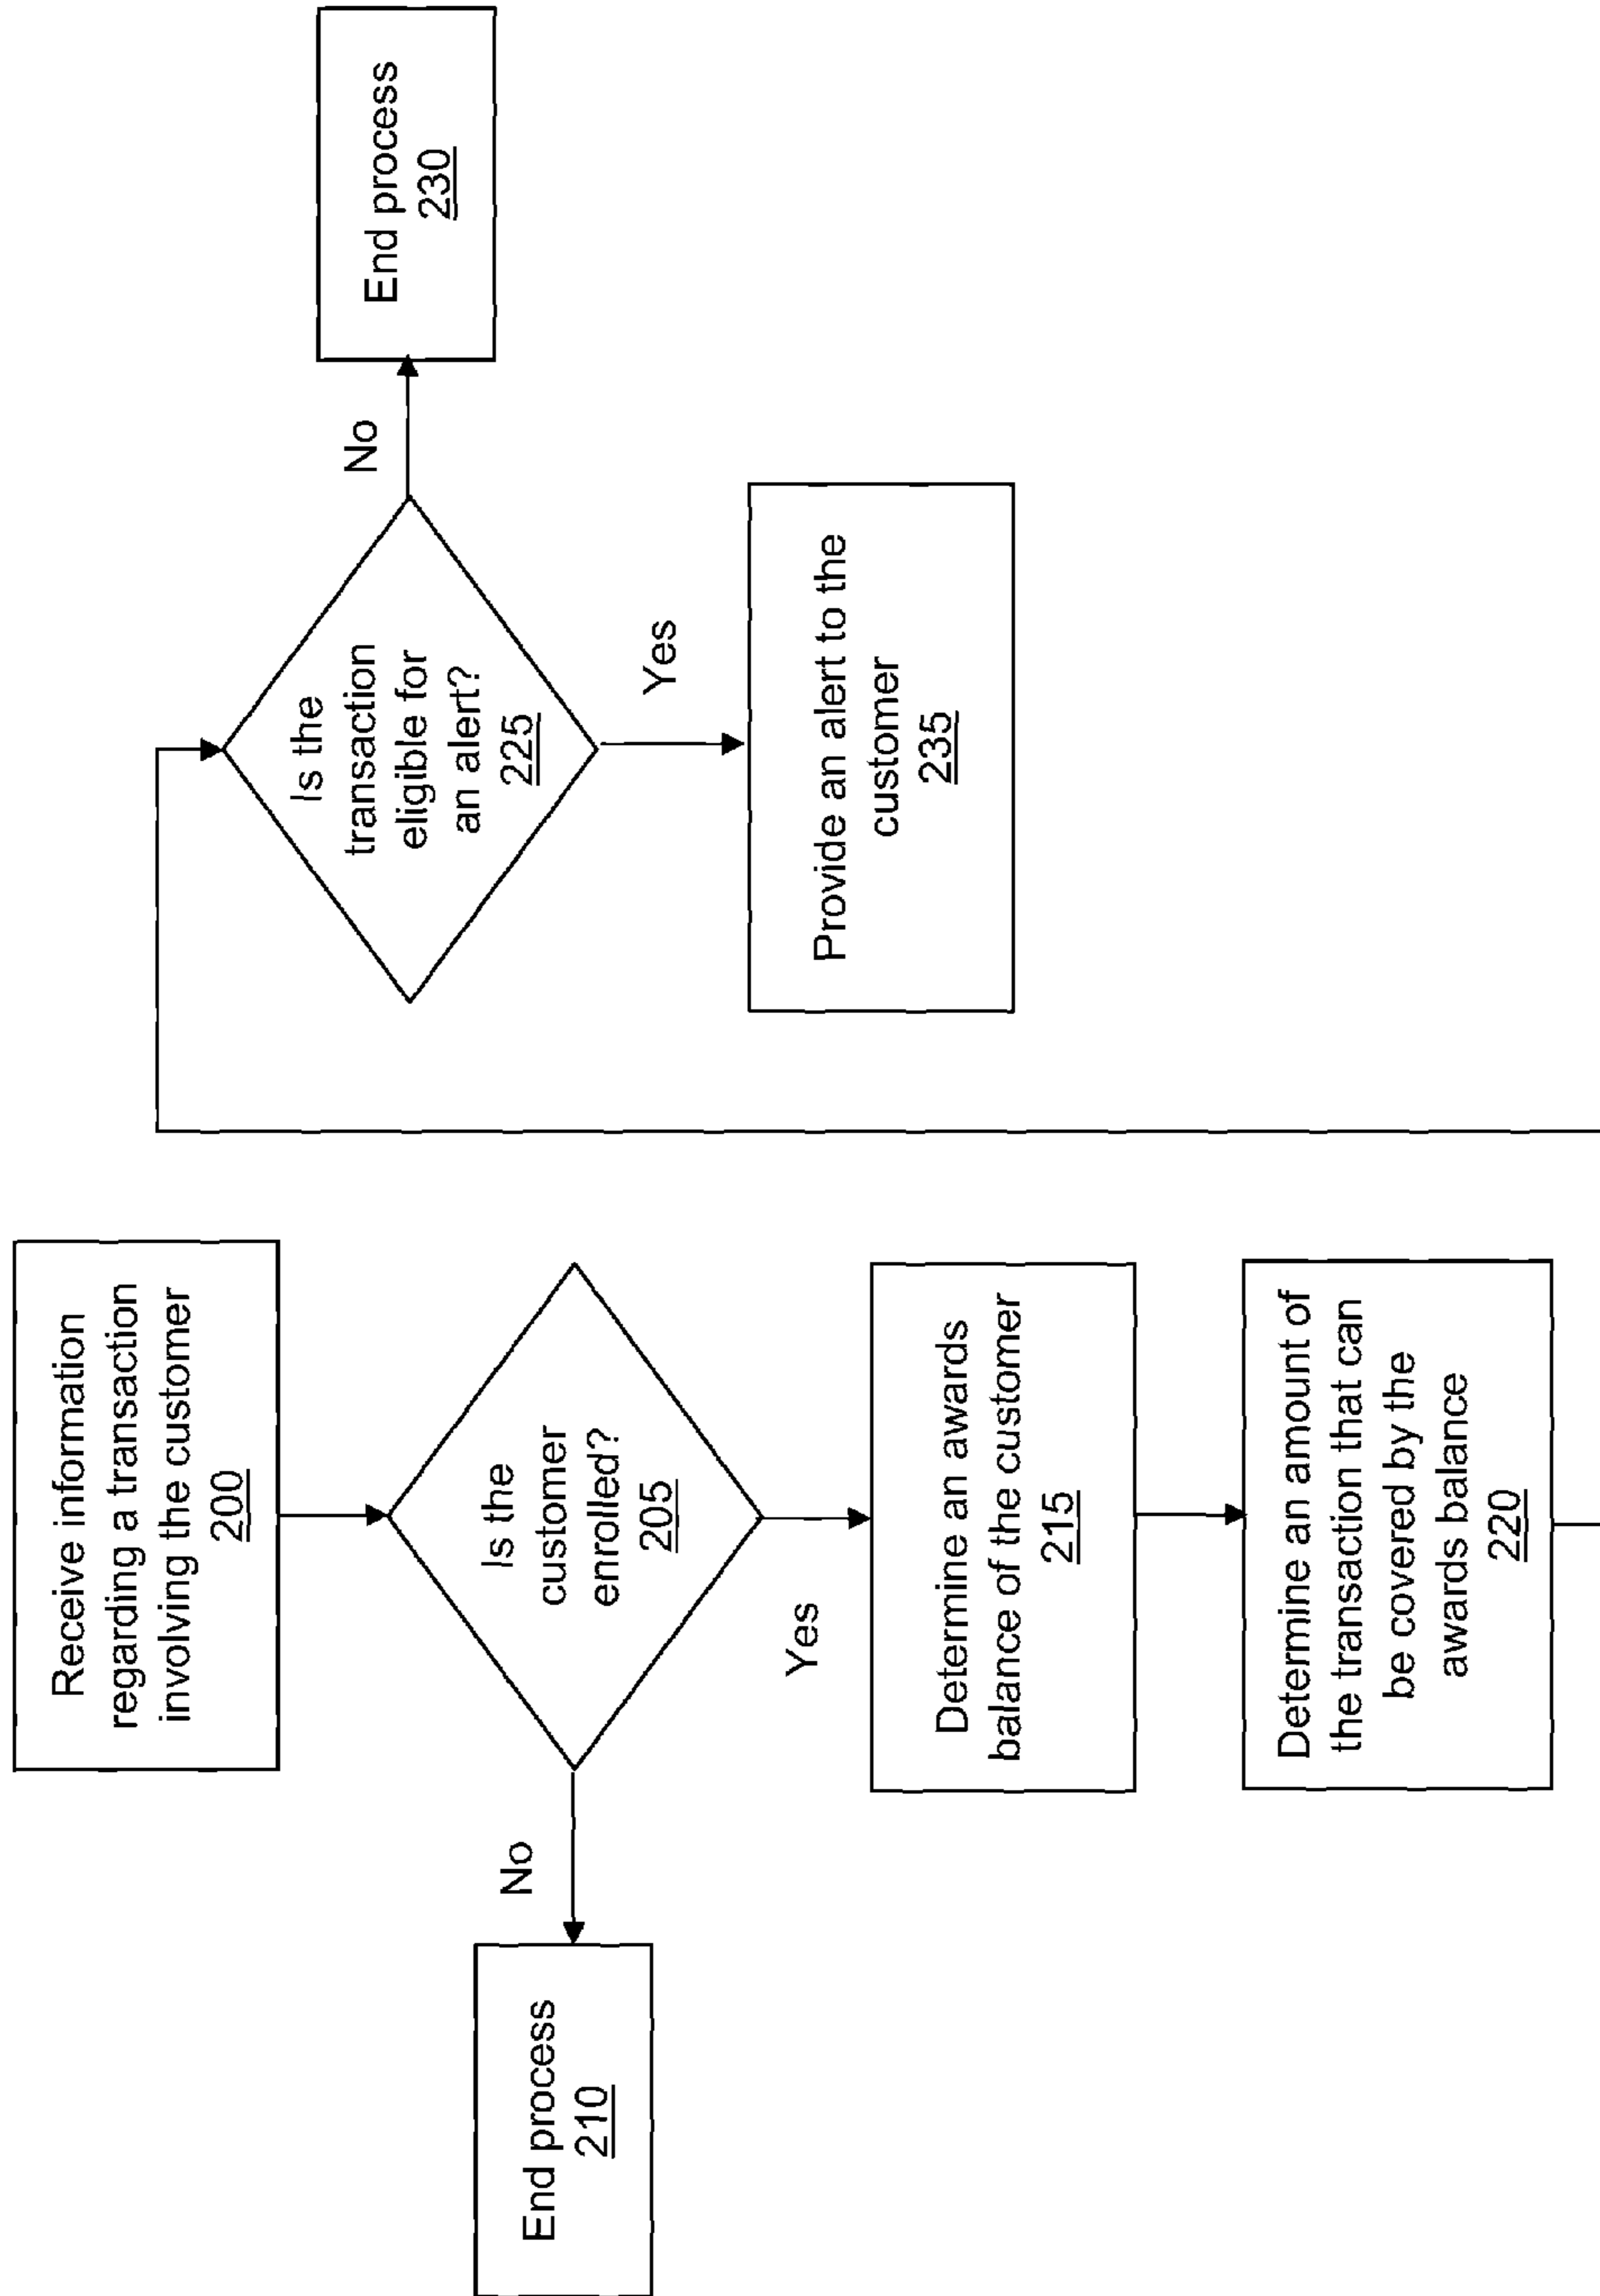 Receive information
regarding a transaction
involving the customer
200
Is the
customer
enrolled?
205
No
End process
210
Yes
Determine an awards
balance of the customer
215
Determine an amount of
the transaction that can
be covered by the
awards balance
220
Is the
transaction
eligible for
an alert?
225
No
End process
230
Yes
Provide an alert to the
customer
235